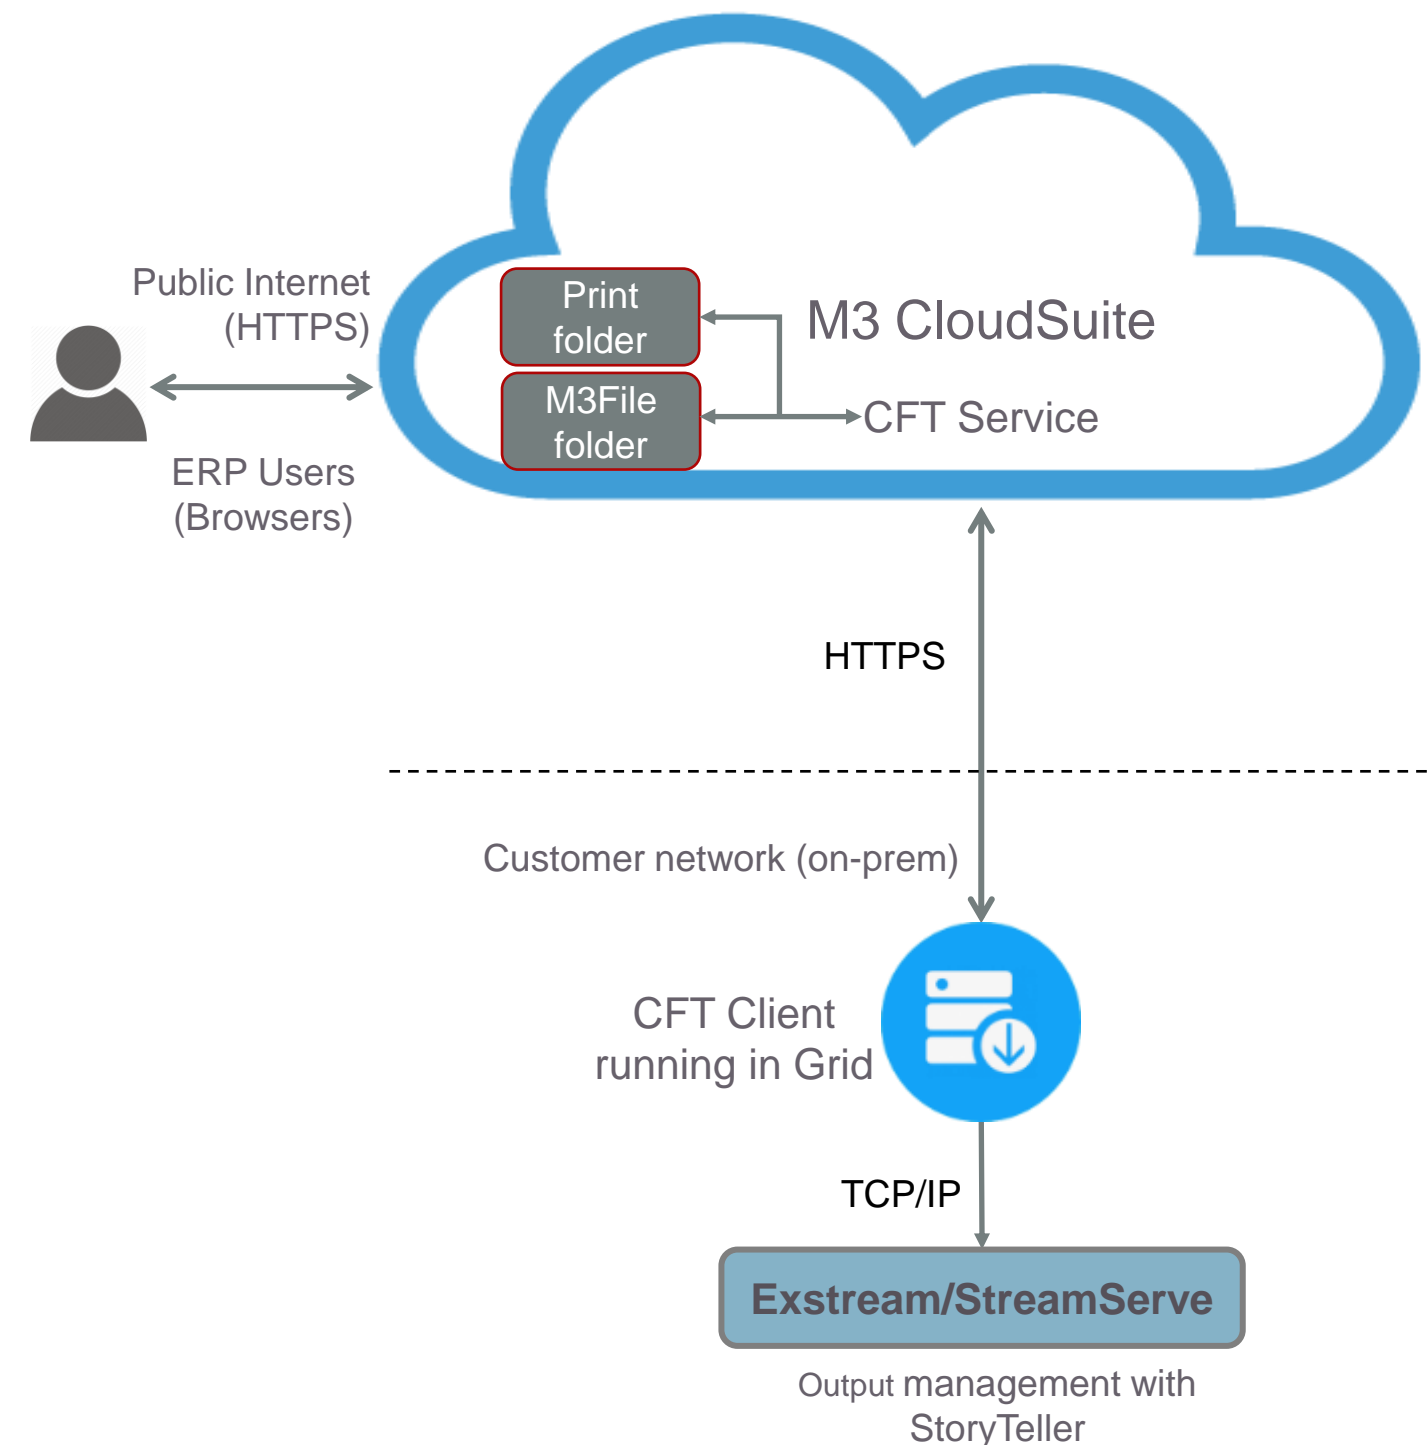 Public Internet
(HTTPS)
ERP Users
(Browsers)
Print
folder
M3File
folder
M3 CloudSuite
CFT Service
HTTPS
Customer network (on-prem)
CFT Client
running in Grid
TCP/IP
Exstream/StreamServe
Output management with
StoryTeller